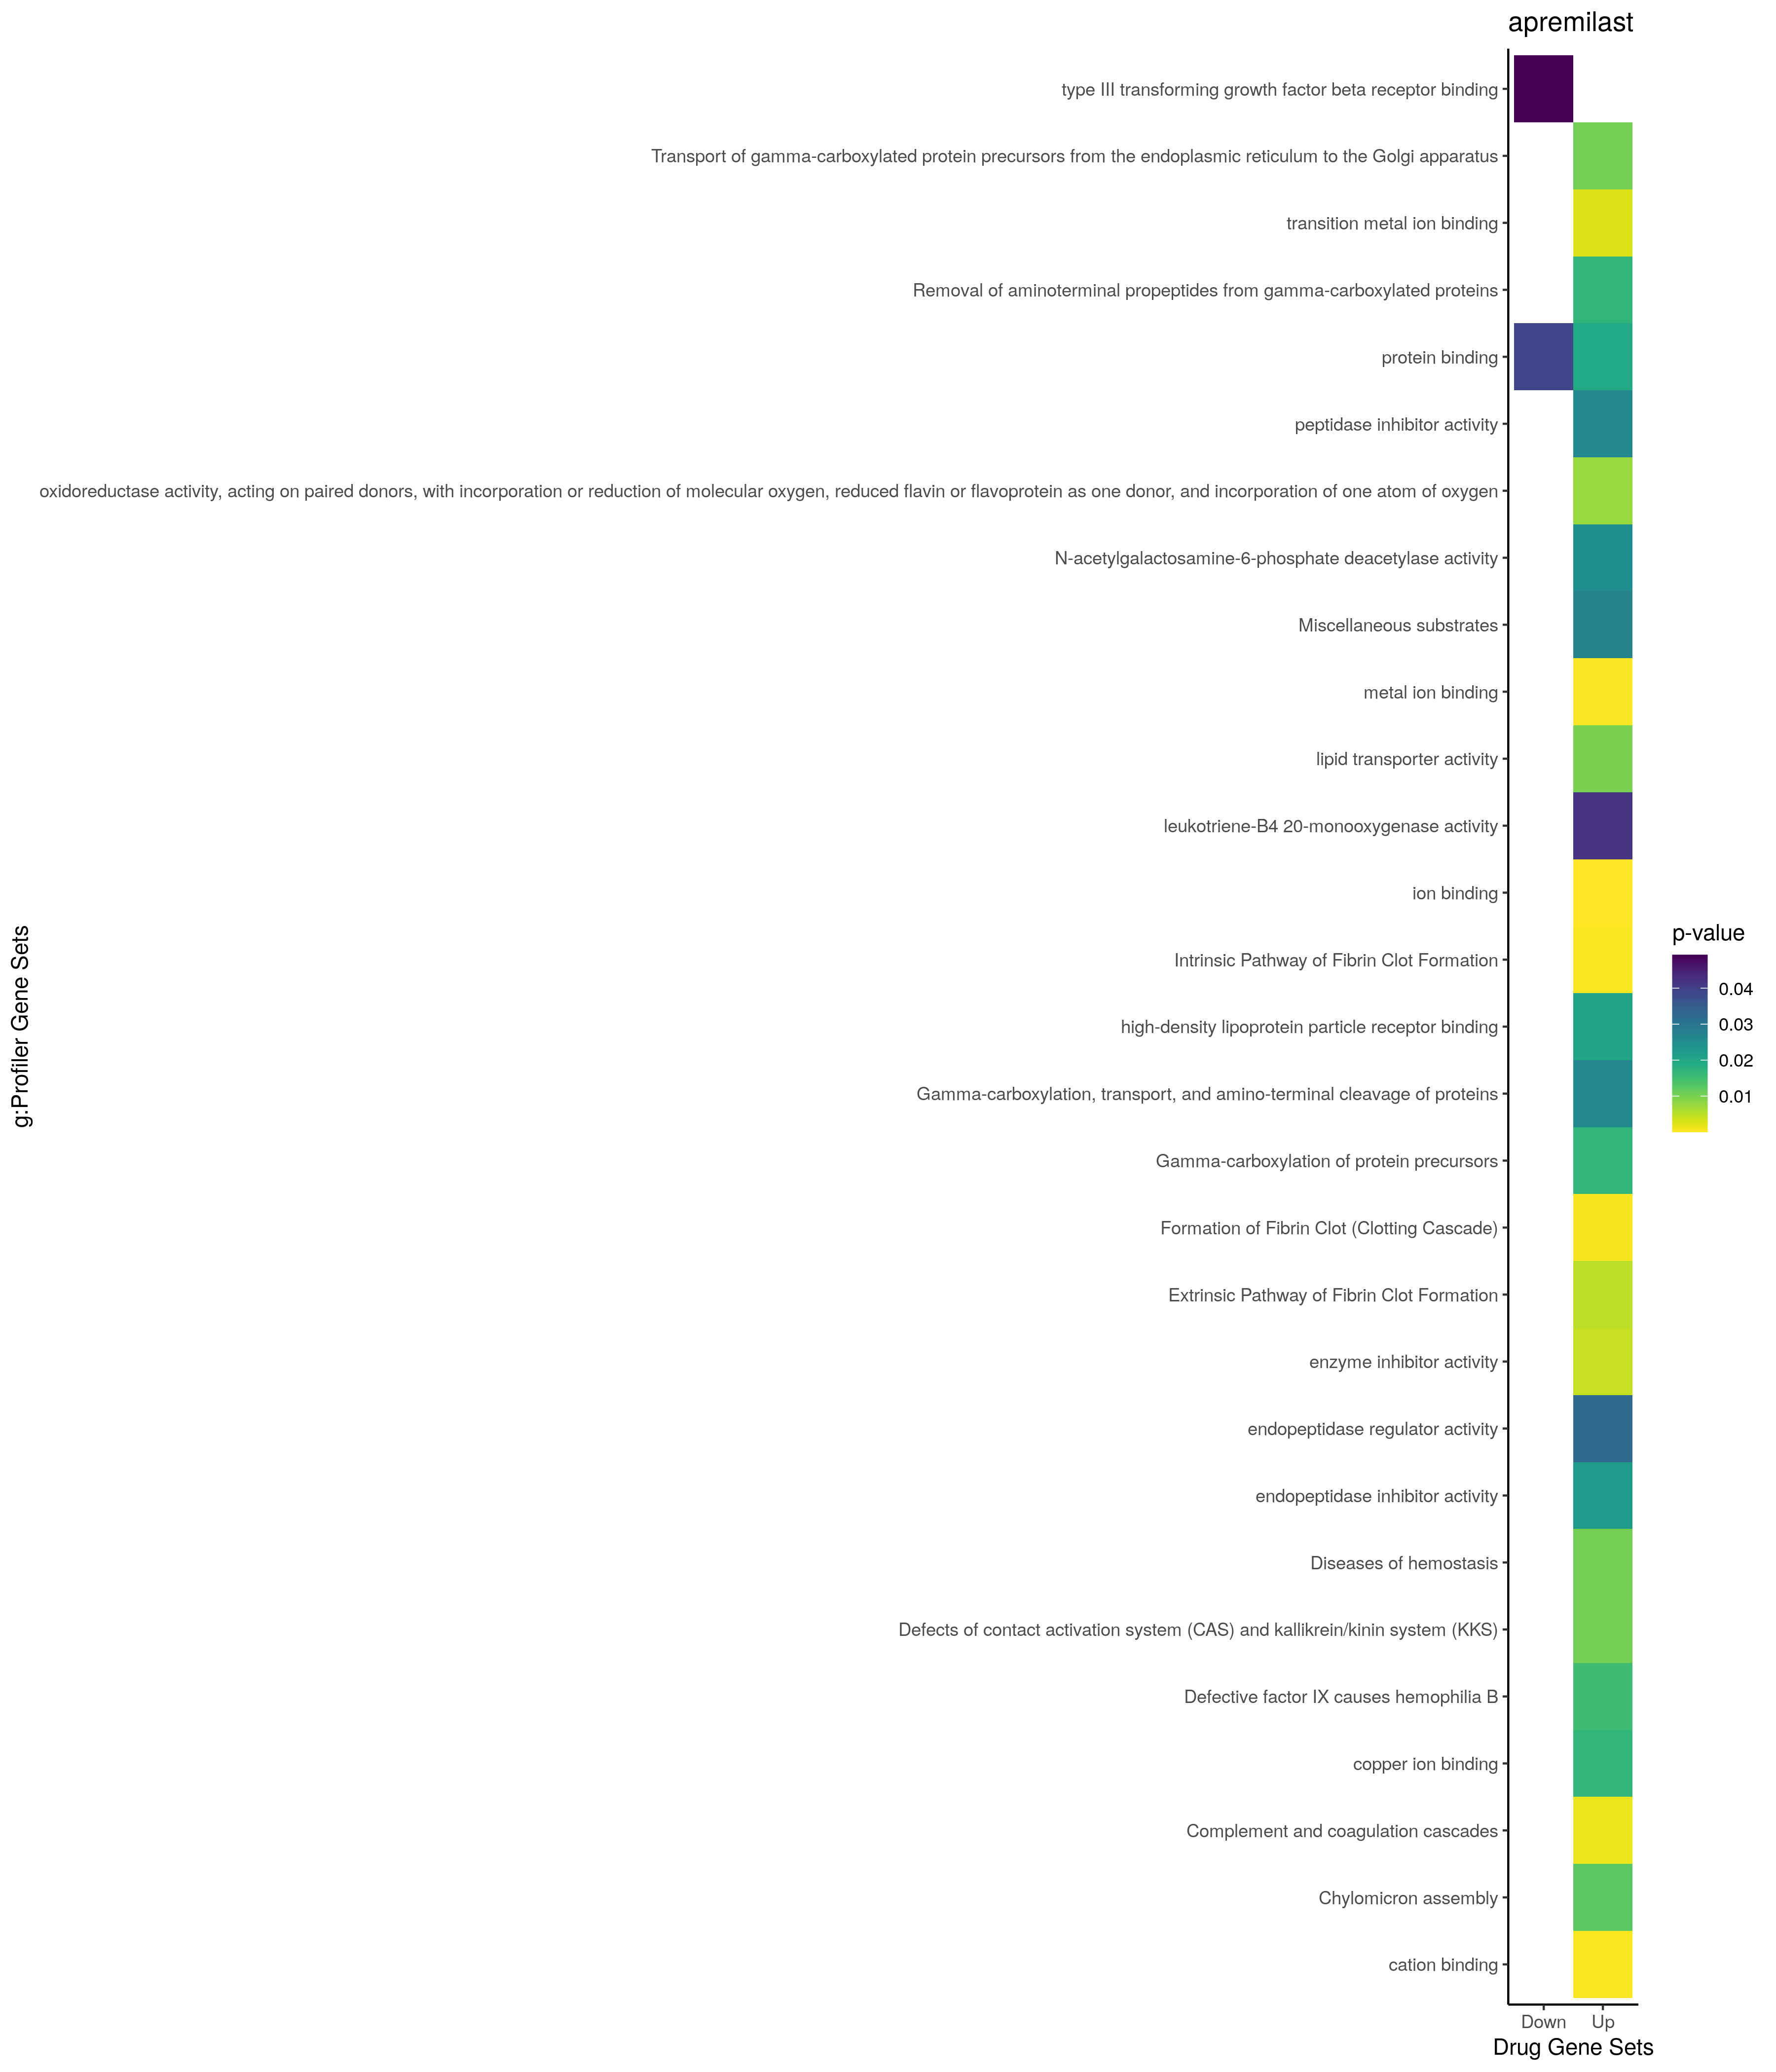 apremilast
type III transforming growth factor beta receptor binding
Transport of gamma-carboxylated protein precursors from the endoplasmic reticulum to the Golgi apparatus
transition metal ion binding
Removal of aminoterminal propeptides from gamma-carboxylated proteins
protein binding
peptidase inhibitor activity
oxidoreductase activity, acting on paired donors, with incorporation or reduction of molecular oxygen, reduced flavin or flavoprotein as one donor, and incorporation of one atom of oxygen
N-acetylgalactosamine-6-phosphate deacetylase activity
Miscellaneous substrates
metal ion binding
lipid transporter activity
leukotriene-B4 20-monooxygenase activity
ion binding
Intrinsic Pathway of Fibrin Clot Formation
high-density lipoprotein particle receptor binding
Gamma-carboxylation, transport, and amino-terminal cleavage of proteins
Gamma-carboxylation of protein precursors
Formation of Fibrin Clot (Clotting Cascade)
Extrinsic Pathway of Fibrin Clot Formation
enzyme inhibitor activity
endopeptidase regulator activity
endopeptidase inhibitor activity
Diseases of hemostasis
Defects of contact activation system (CAS) and kallikrein/kinin system (KKS)
Defective factor IX causes hemophilia B
copper ion binding
Complement and coagulation cascades
Chylomicron assembly
cation binding
g:Profiler Gene Sets
Down Up
Drug Gene Sets
p-value
0.04
0.03
0.02
0.01